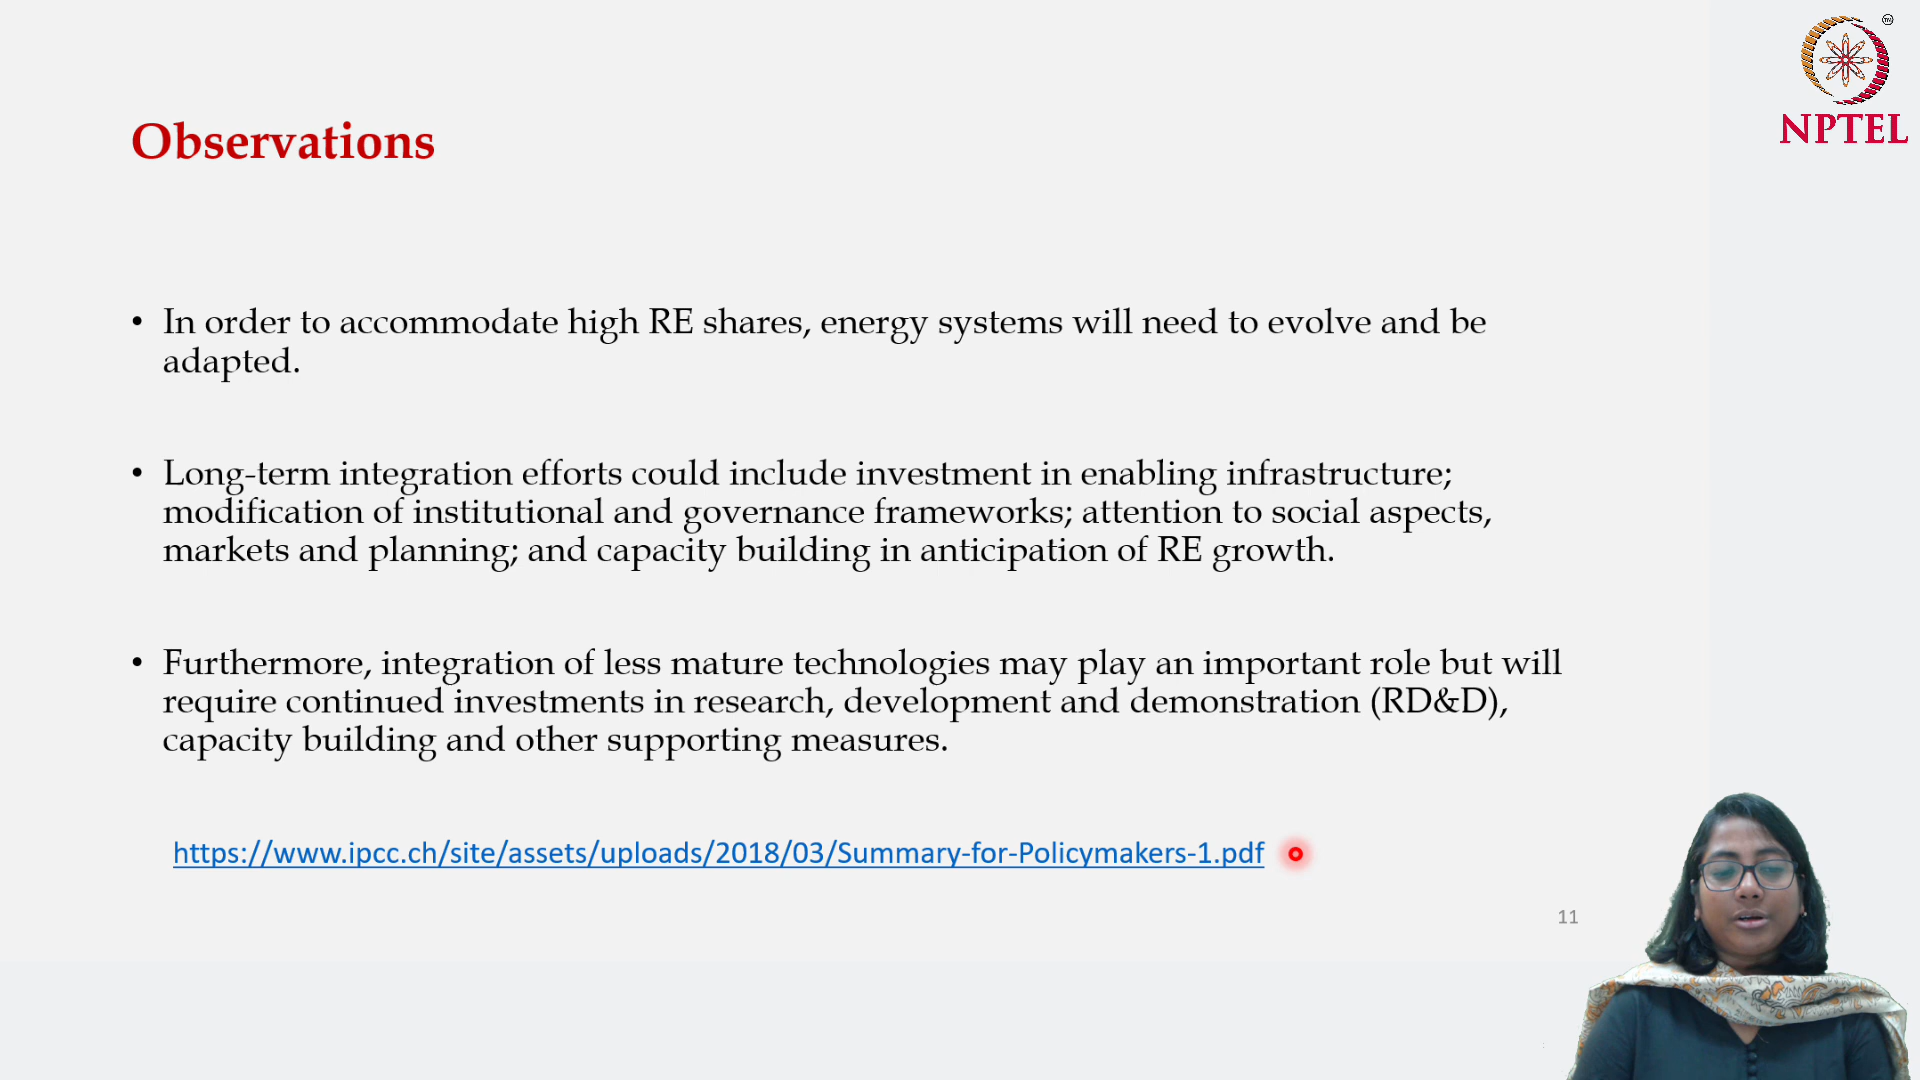 NPTEL
Observations
• In order to accommodate high RE shares, energy systems will need to evolve and be
adapted.
• Long-term integration efforts could include investment in enabling infrastructure;
modification of institutional and governance frameworks; attention to social aspects,
markets and planning; and capacity building in anticipation of RE growth.
• Furthermore, integration of less mature technologies may play an important role but will
require continued investments in research, development and demonstration (RD&D),
capacity building and other supporting measures.
https://www.ipcc.ch/site/assets/uploads/2018/03/Summary-for-Policymakers-1.pdf
11